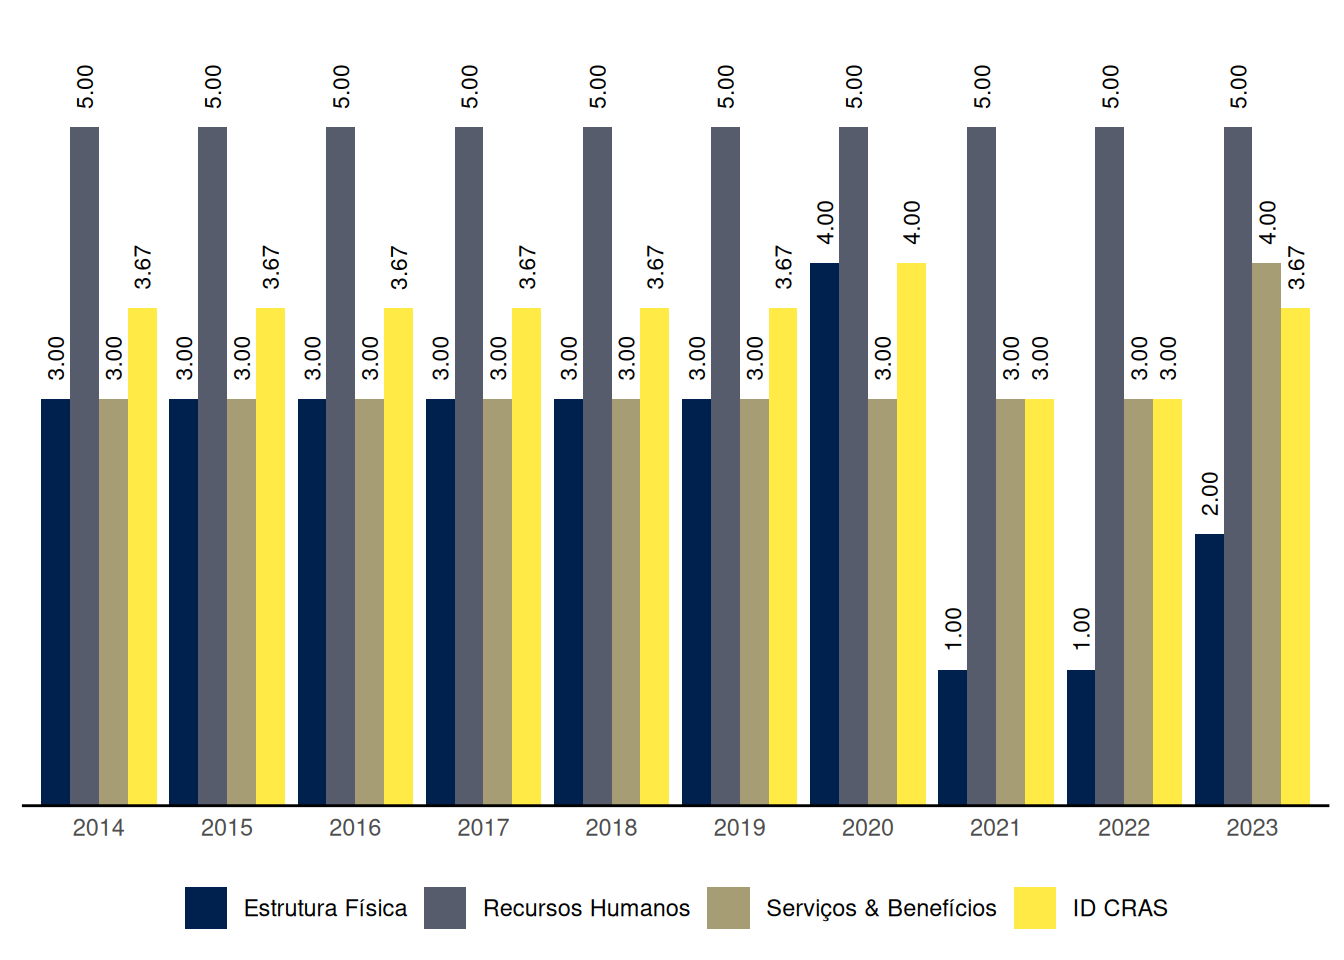 5.00 5.00 5.00 5.00 5.00 5.00 5.00 5.00 5.00 5.00
4.00 4.00 4.00
3.67 3.67 3.67 3.67 3.67 3.67 3.67
3.00 3.00 3.00 3.00 3.00 3.00 3.00 3.00 3.00 3.00 3.00 3.00 3.00 3.00 3.00 3.00 3.00
2.00
1.00 1.00
2014 2015 2016 2017 2018 2019 2020 2021 2022 2023
Estrutura Física Recursos Humanos Serviços & Benefícios ID CRAS